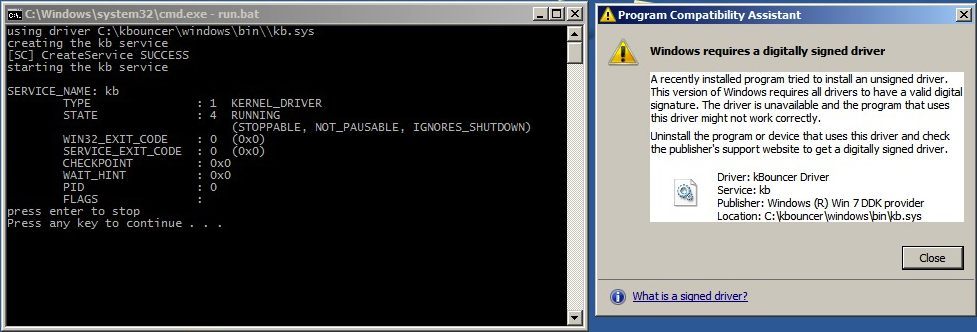 C:\Windows\system32\cmd.exe - run.bat
using driver C:\kbouncer\windows\bin\\kb.sys
creating the kb service
[SC] CreateService SUCCESS
starting the kb service
SERVICE_NAME: kb
TYPE : 1 KERNEL_DRIVER
STATE : 4 RUNNING
(STOPPABLE, NOT_PAUSABLE, IGNORES_SHUTDOWN)
WIN32_EXIT_CODE : 0 (0x0)
SERVICE_EXIT_CODE : 0 (0x0)
CHECKPOINT : 0x0
WAIT_HINT : 0x0
PID : 0
FLAGS :
press enter to stop
Press any key to continue . . .
Program Compatibility Assistant
Windows requires a digitally signed driver
A recently installed program tried to install an unsigned driver.
This version of Windows requires all drivers to have a valid digital
signature. The driver is unavailable and the program that uses
this driver might not work correctly.
Uninstall the program or device that uses this driver and check
the publisher's support website to get a digitally signed driver.
Driver: kBouncer Driver
Service: kb
Publisher: Windows (R) Win 7 DDK provider
Location: C:\kbouncer\windows\bin\kb.sys
Close
What is a signed driver?